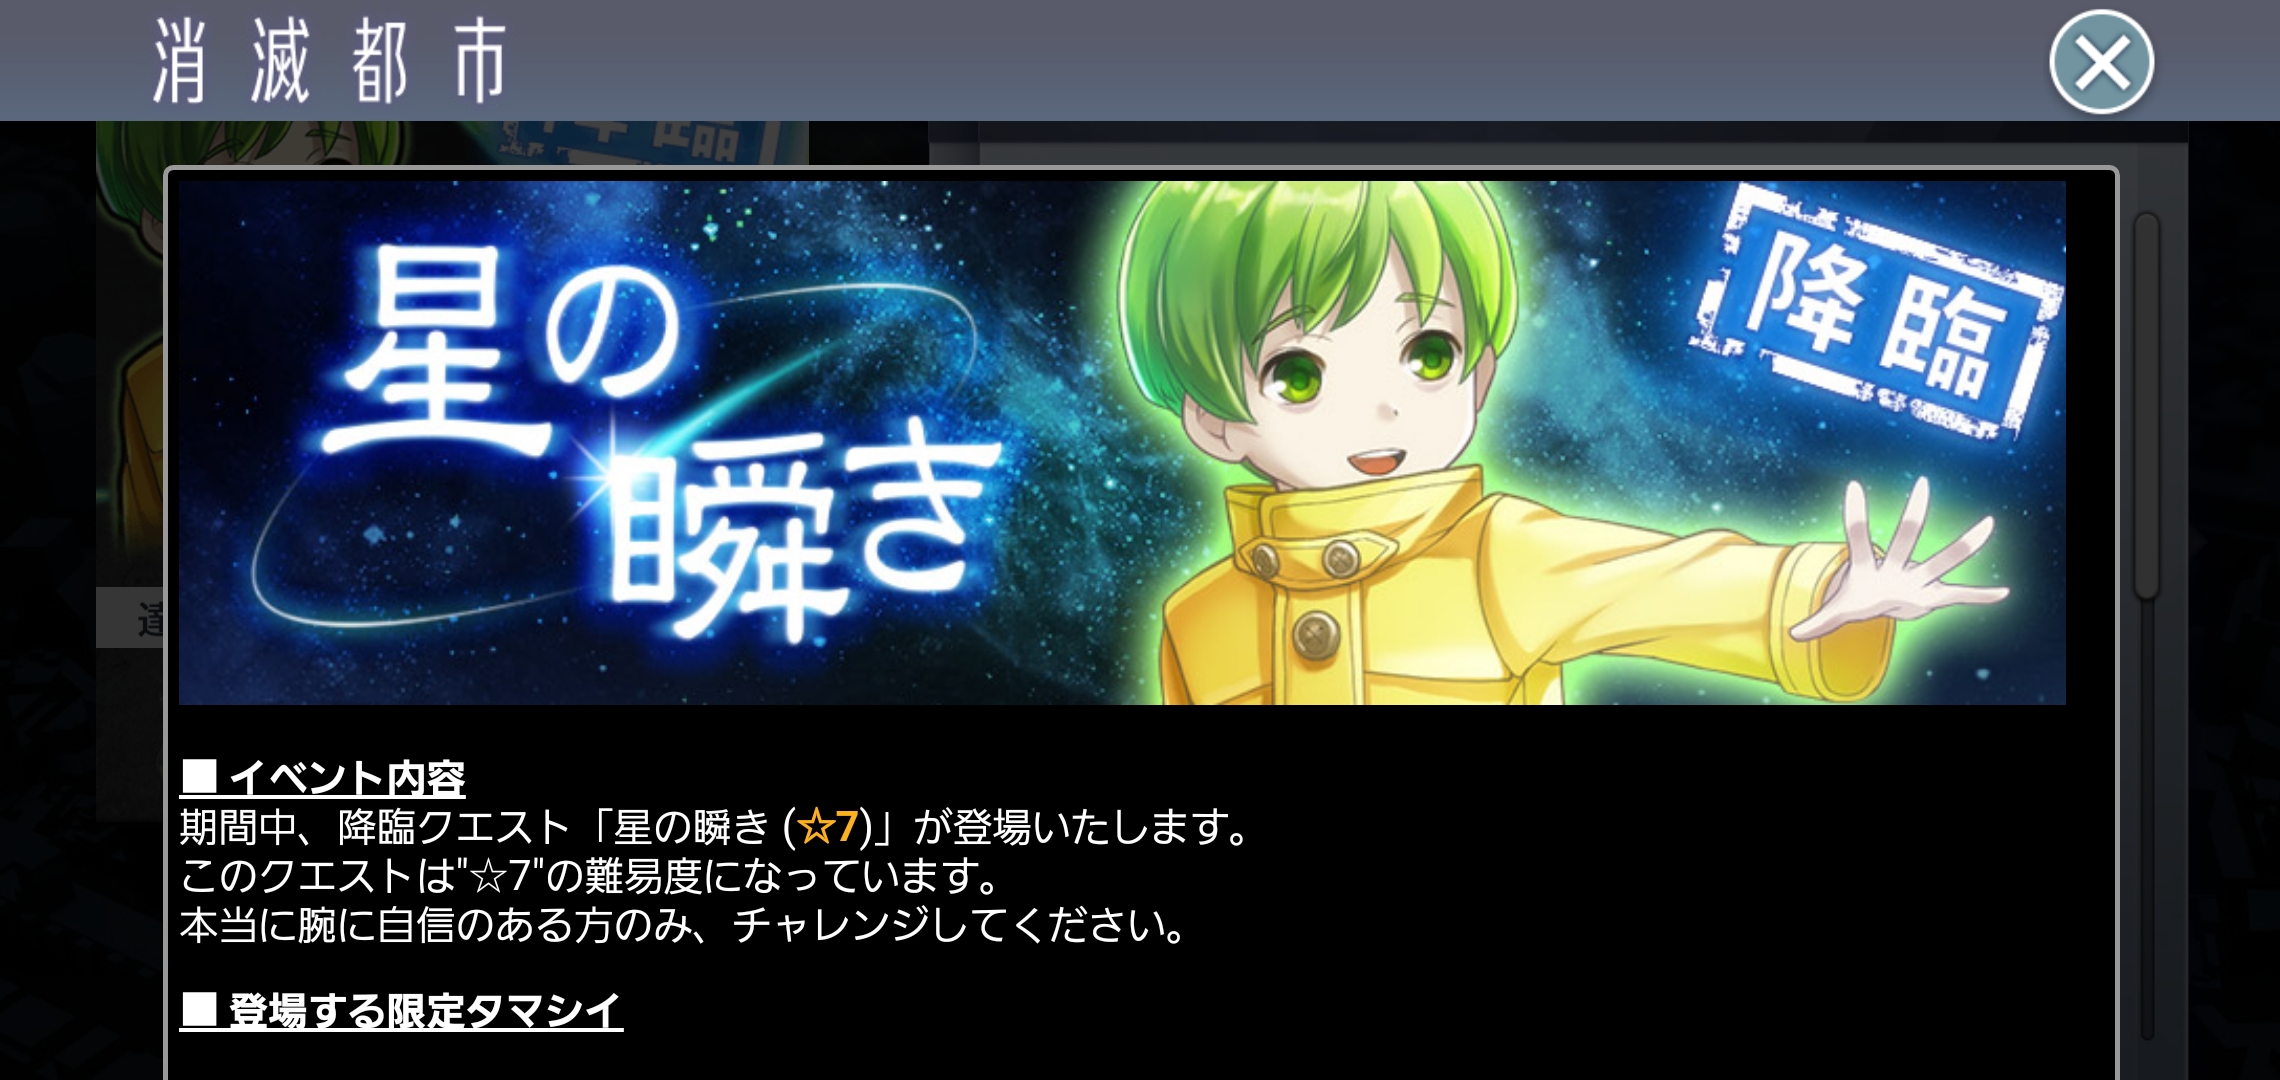 消滅都市
降臨
星の
瞬き
降臨
■ イベント内容
期間中、降臨クエスト「星の瞬き (☆7)」が登場いたします。
このクエストは"☆7"の難易度になっています。
本当に腕に自信のある方のみ、チャレンジしてください。
■ 登場する限定タマシイ